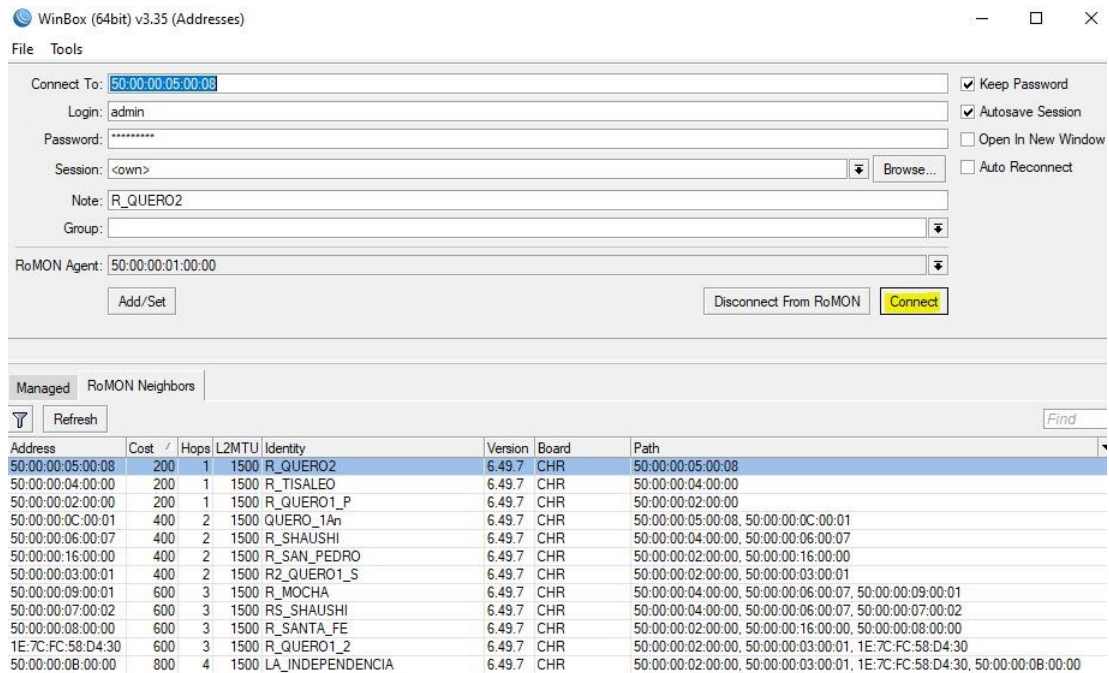 WinBox (64bit) v3.35 (Addresses)
File Tools
Connect To: 50:00:00:05:00:08
Keep Password
Login: admin
Autosave Session
Password: *********
Open In New Window
Session: <own>
Browse...
Auto Reconnect
Note: R_QUERO2
Group:
RoMON Agent: 50:00:00:01:00:00
Add/Set Disconnect From RoMON Connect
Managed RoMON Neighbors
Refresh Find
Address Cost / Hops L2MTU Identity Version Board Path
50:00:00:05:00:08 200 1 1500 R_QUERO2 6.49.7 CHR 50:00:00:05:00:08
50:00:00:04:00:00 200 1 1500 R_TISALEO 6.49.7 CHR 50:00:00:04:00:00
50:00:00:02:00:00 200 1 1500 R_QUERO1_P 6.49.7 CHR 50:00:00:02:00:00
50:00:00:0C:00:01 400 2 1500 QUERO_1An 6.49.7 CHR 50:00:00:05:00:08, 50:00:00:0C:00:01
50:00:00:06:00:07 400 2 1500 R_SHAUSHI 6.49.7 CHR 50:00:00:04:00:00, 50:00:00:06:00:07
50:00:00:16:00:00 400 2 1500 R_SAN_PEDRO 6.49.7 CHR 50:00:00:02:00:00, 50:00:00:16:00:00
50:00:00:03:00:01 400 2 1500 R2_QUERO1_S 6.49.7 CHR 50:00:00:02:00:00, 50:00:00:03:00:01
50:00:00:09:00:01 600 3 1500 R_MOCHA 6.49.7 CHR 50:00:00:04:00:00, 50:00:00:06:00:07, 50:00:00:09:00:01
50:00:00:07:00:02 600 3 1500 RS_SHAUSHI 6.49.7 CHR 50:00:00:04:00:00, 50:00:00:06:00:07, 50:00:00:07:00:02
50:00:00:08:00:00 600 3 1500 R_SANTA_FE 6.49.7 CHR 50:00:00:02:00:00, 50:00:00:16:00:00, 50:00:00:08:00:00
1E:7C:FC:58:D4:30 600 3 1500 R_QUERO1_2 6.49.7 CHR 50:00:00:02:00:00, 50:00:00:03:00:01, 1E:7C:FC:58:D4:30
50:00:00:0B:00:00 800 4 1500 LA_INDEPENDENCIA 6.49.7 CHR 50:00:00:02:00:00, 50:00:00:03:00:01, 1E:7C:FC:58:D4:30, 50:00:00:0B:00:00